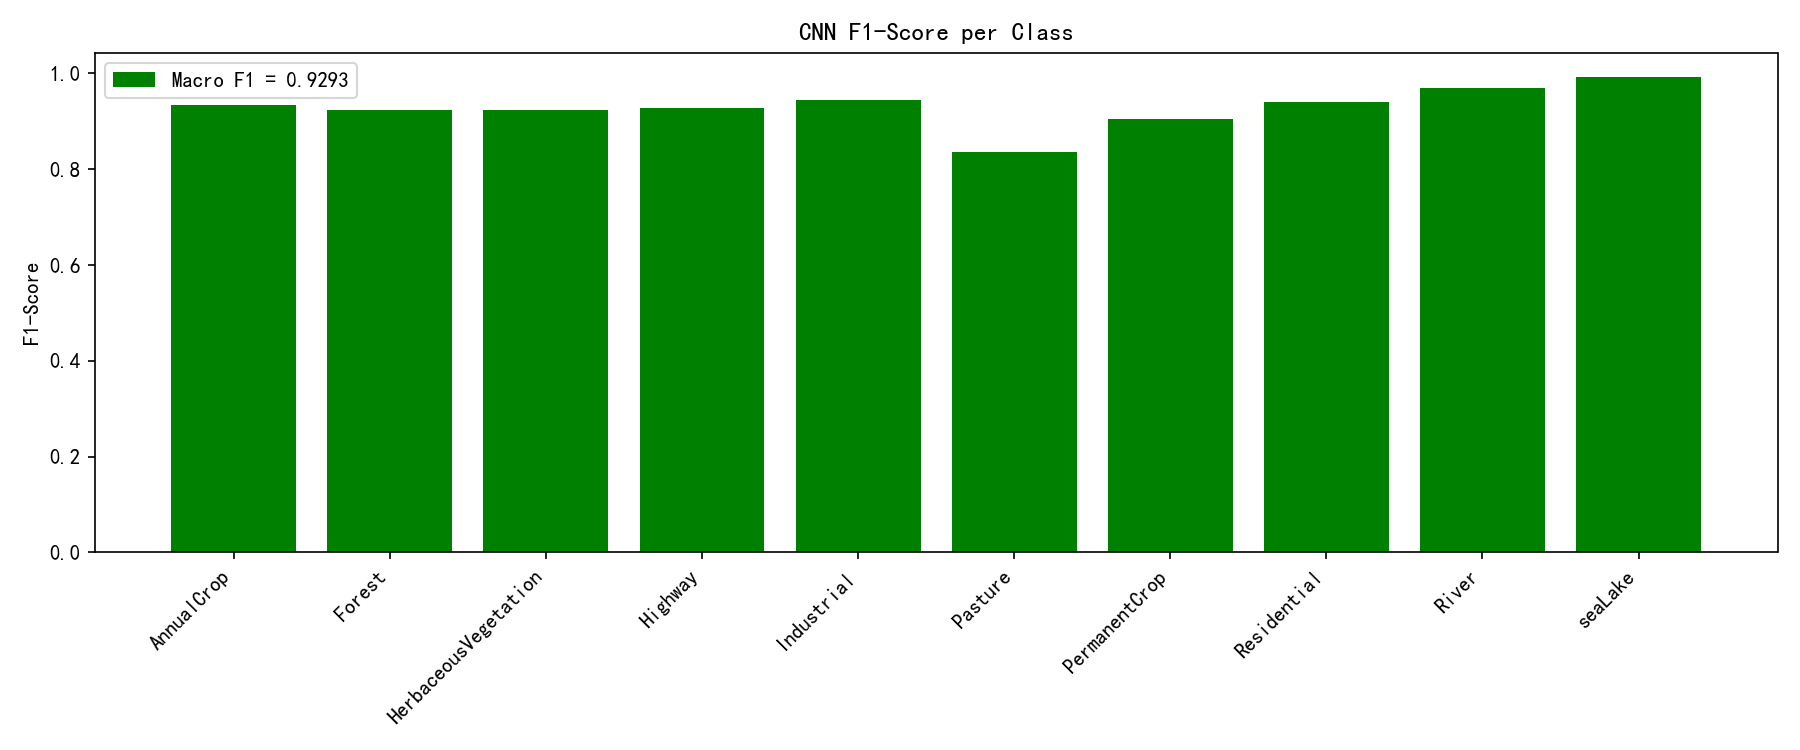 CNN F1-Score per Class
Macro F1 = 0.9293
F1-Score
1.0
0.8
0.6
0.4
0.2
0.0
AnnualCrop
Forest
HerbaceousVegetation
Highway
Industrial
Pasture
PermanentCrop
Residential
River
seaLake